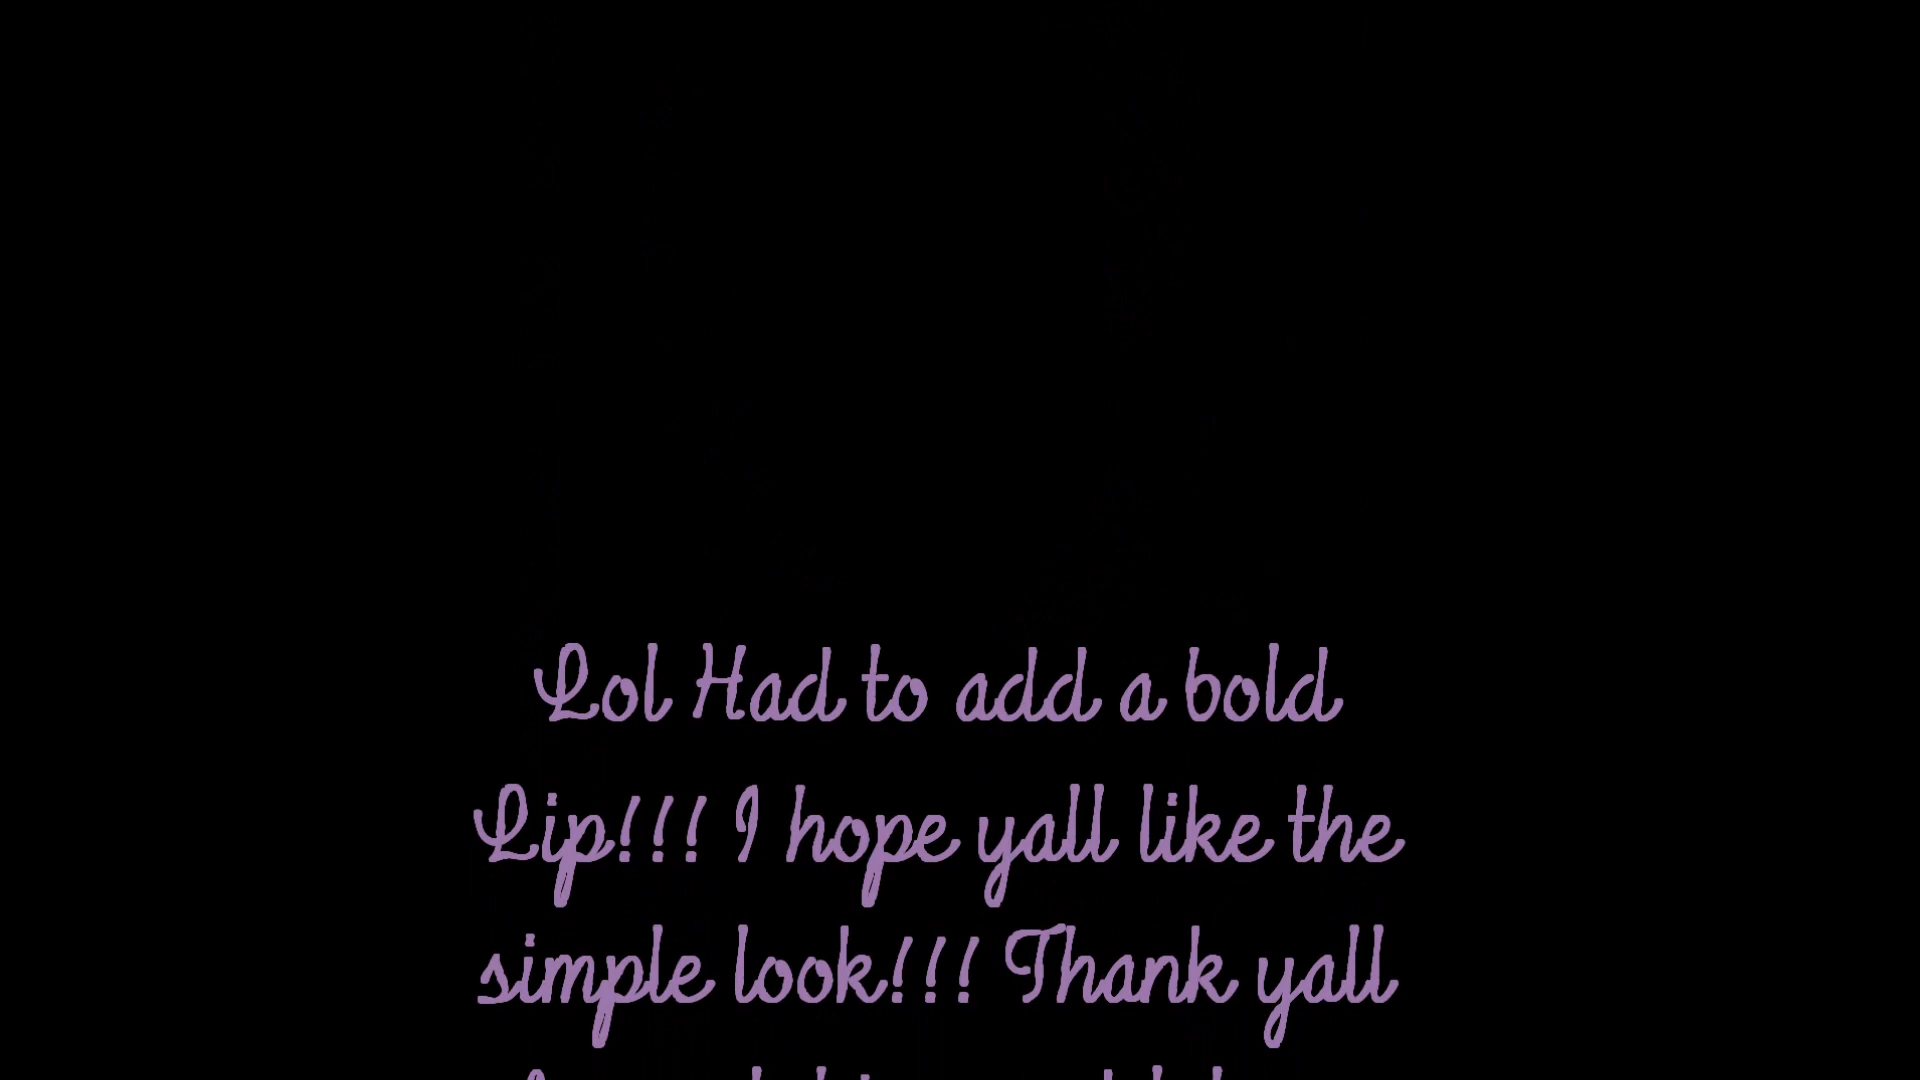 Lol Had to add a bold
Lip!!! I hope yall like the
simple look!!! Thank yall